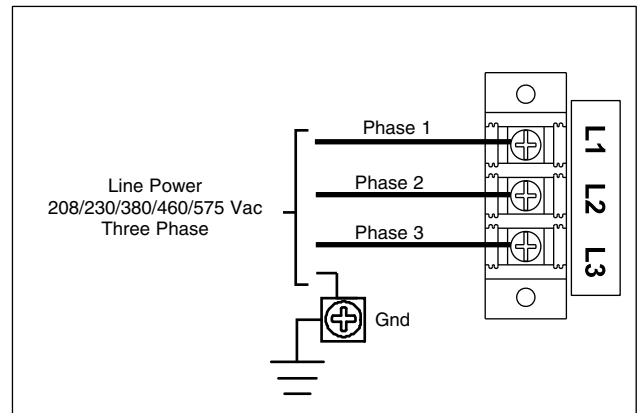 Phase 1
L1
Line Power
208/230/380/460/575 Vac
Three Phase
Phase 2
L2
Phase 3
L3
Gnd